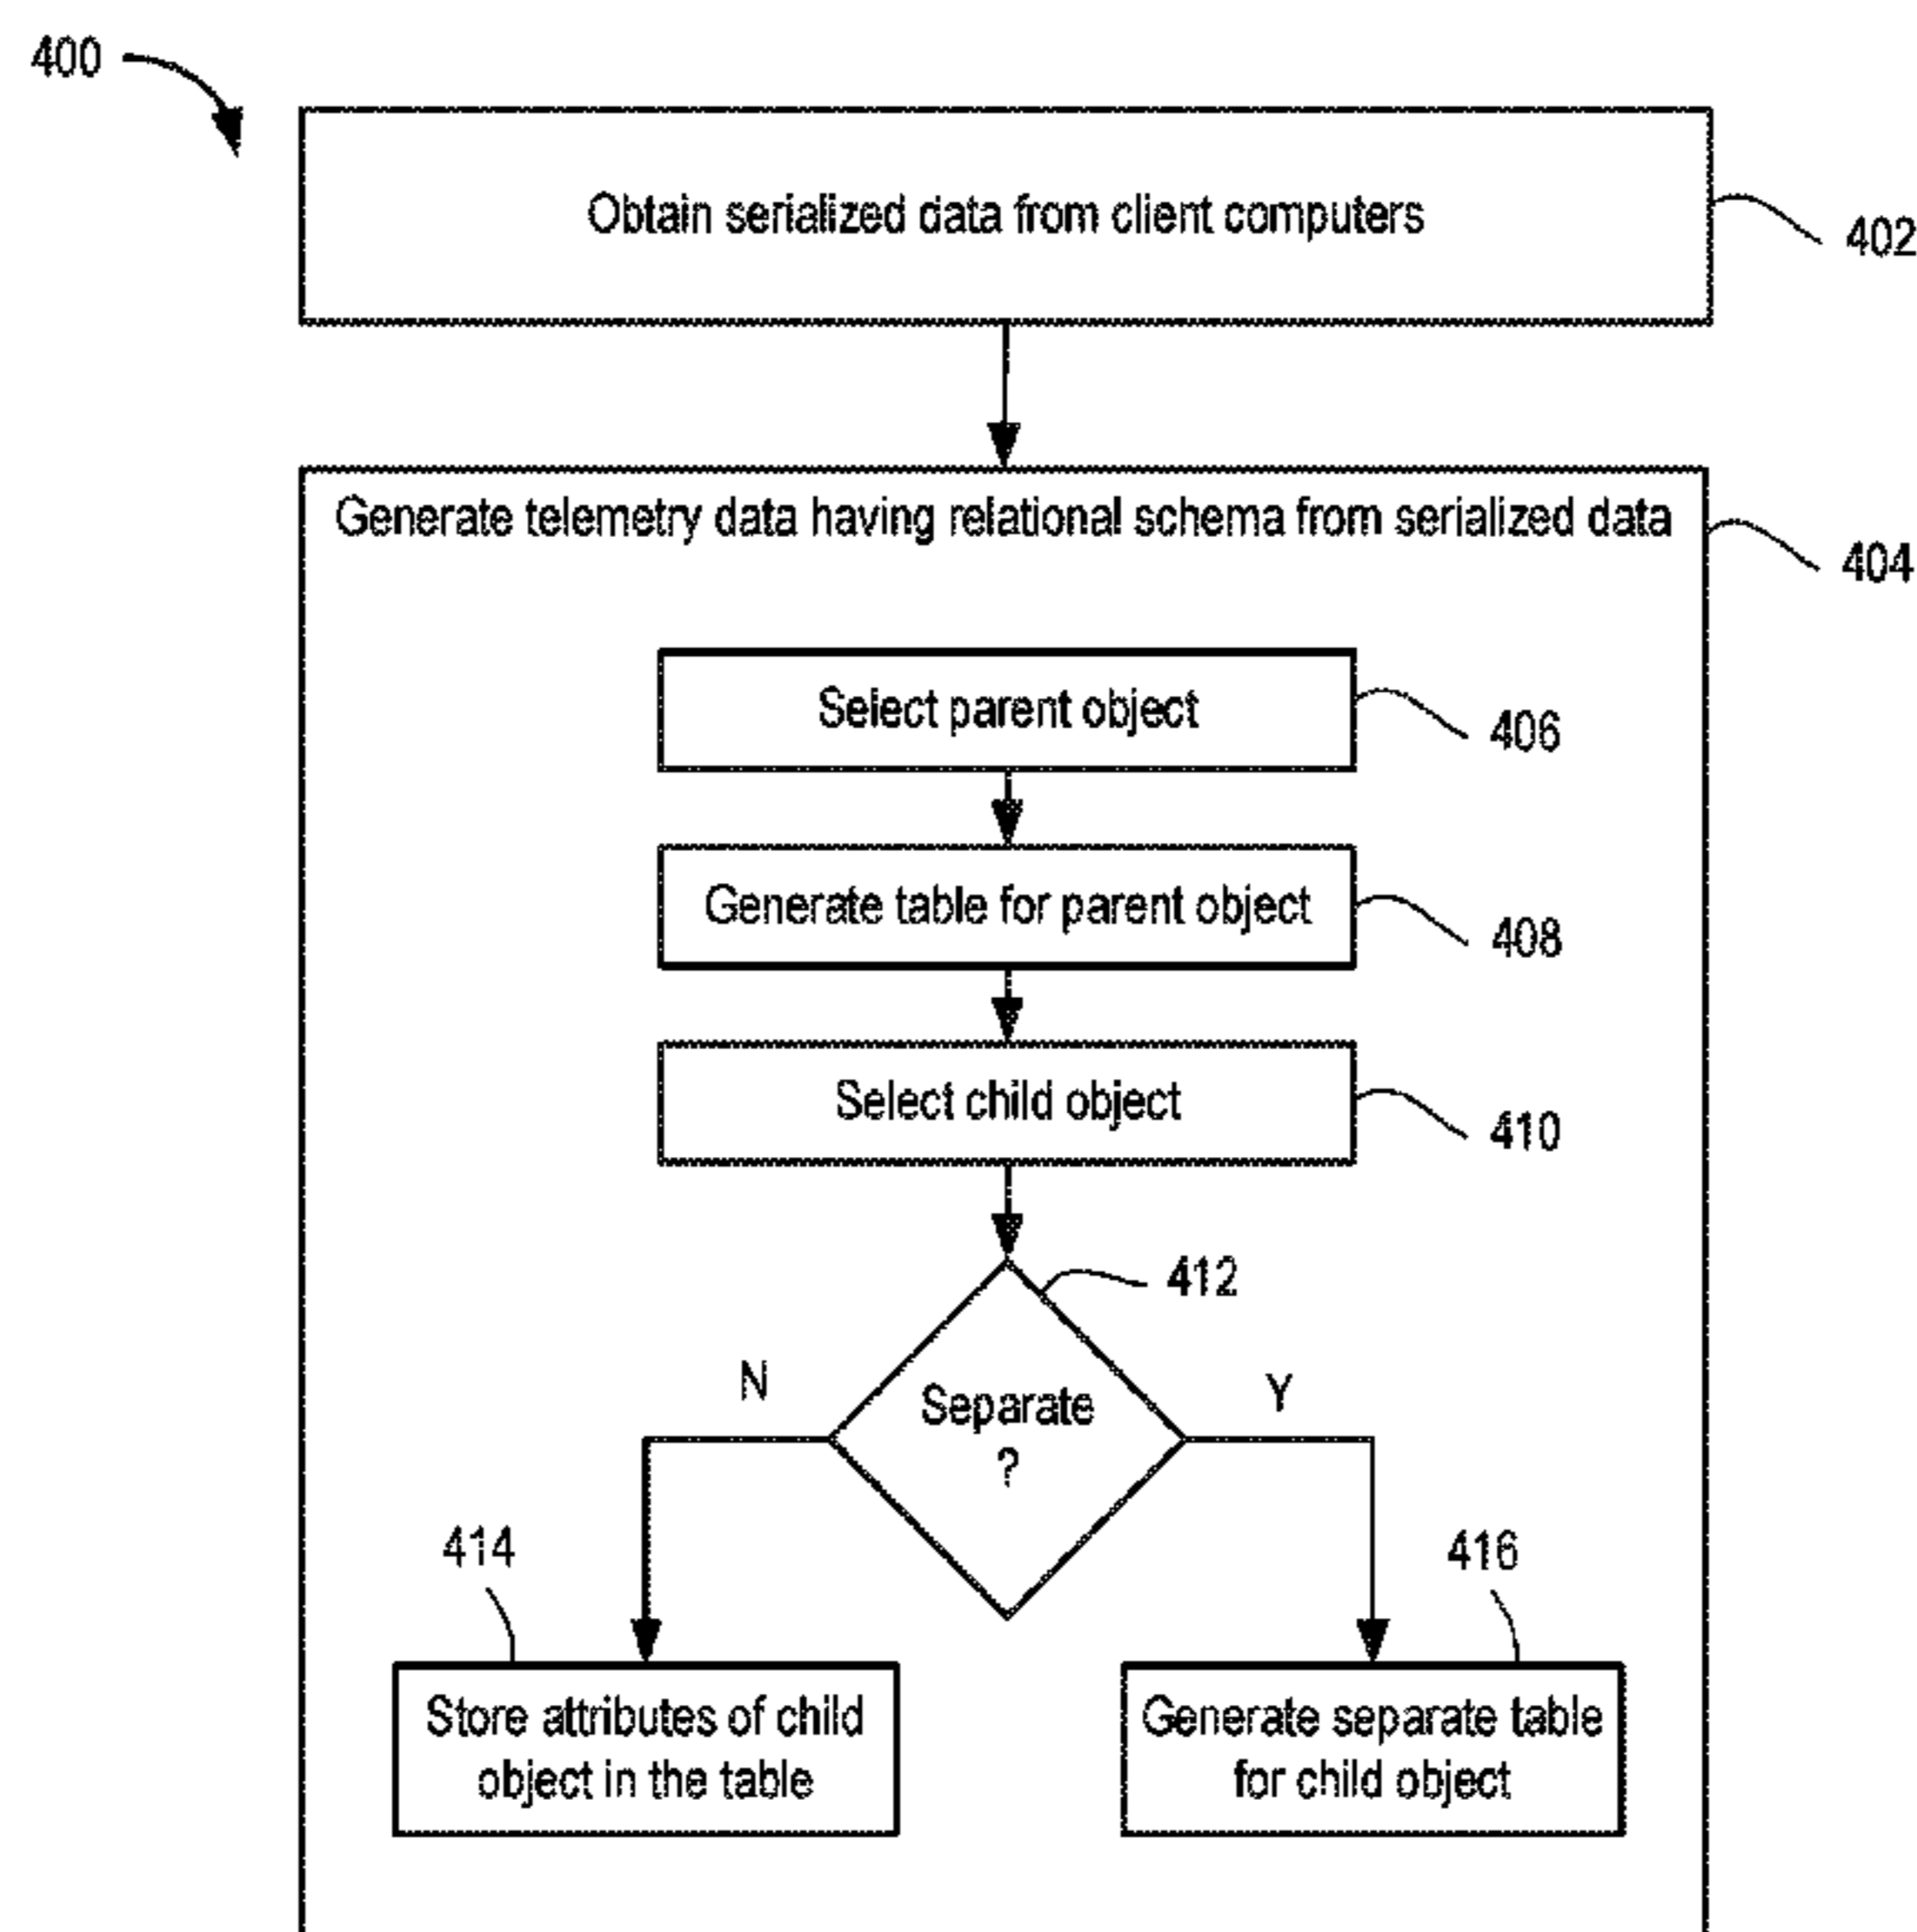 400
Obtain serialized data from client computers
402
Generate telemetry data having relational schema from serialized data
404
Select parent object
406
Generate table for parent object
408
Select child object
410
412
N
Y
Separate
?
414
416
Store attributes of child
object in the table
Generate separate table
for child object